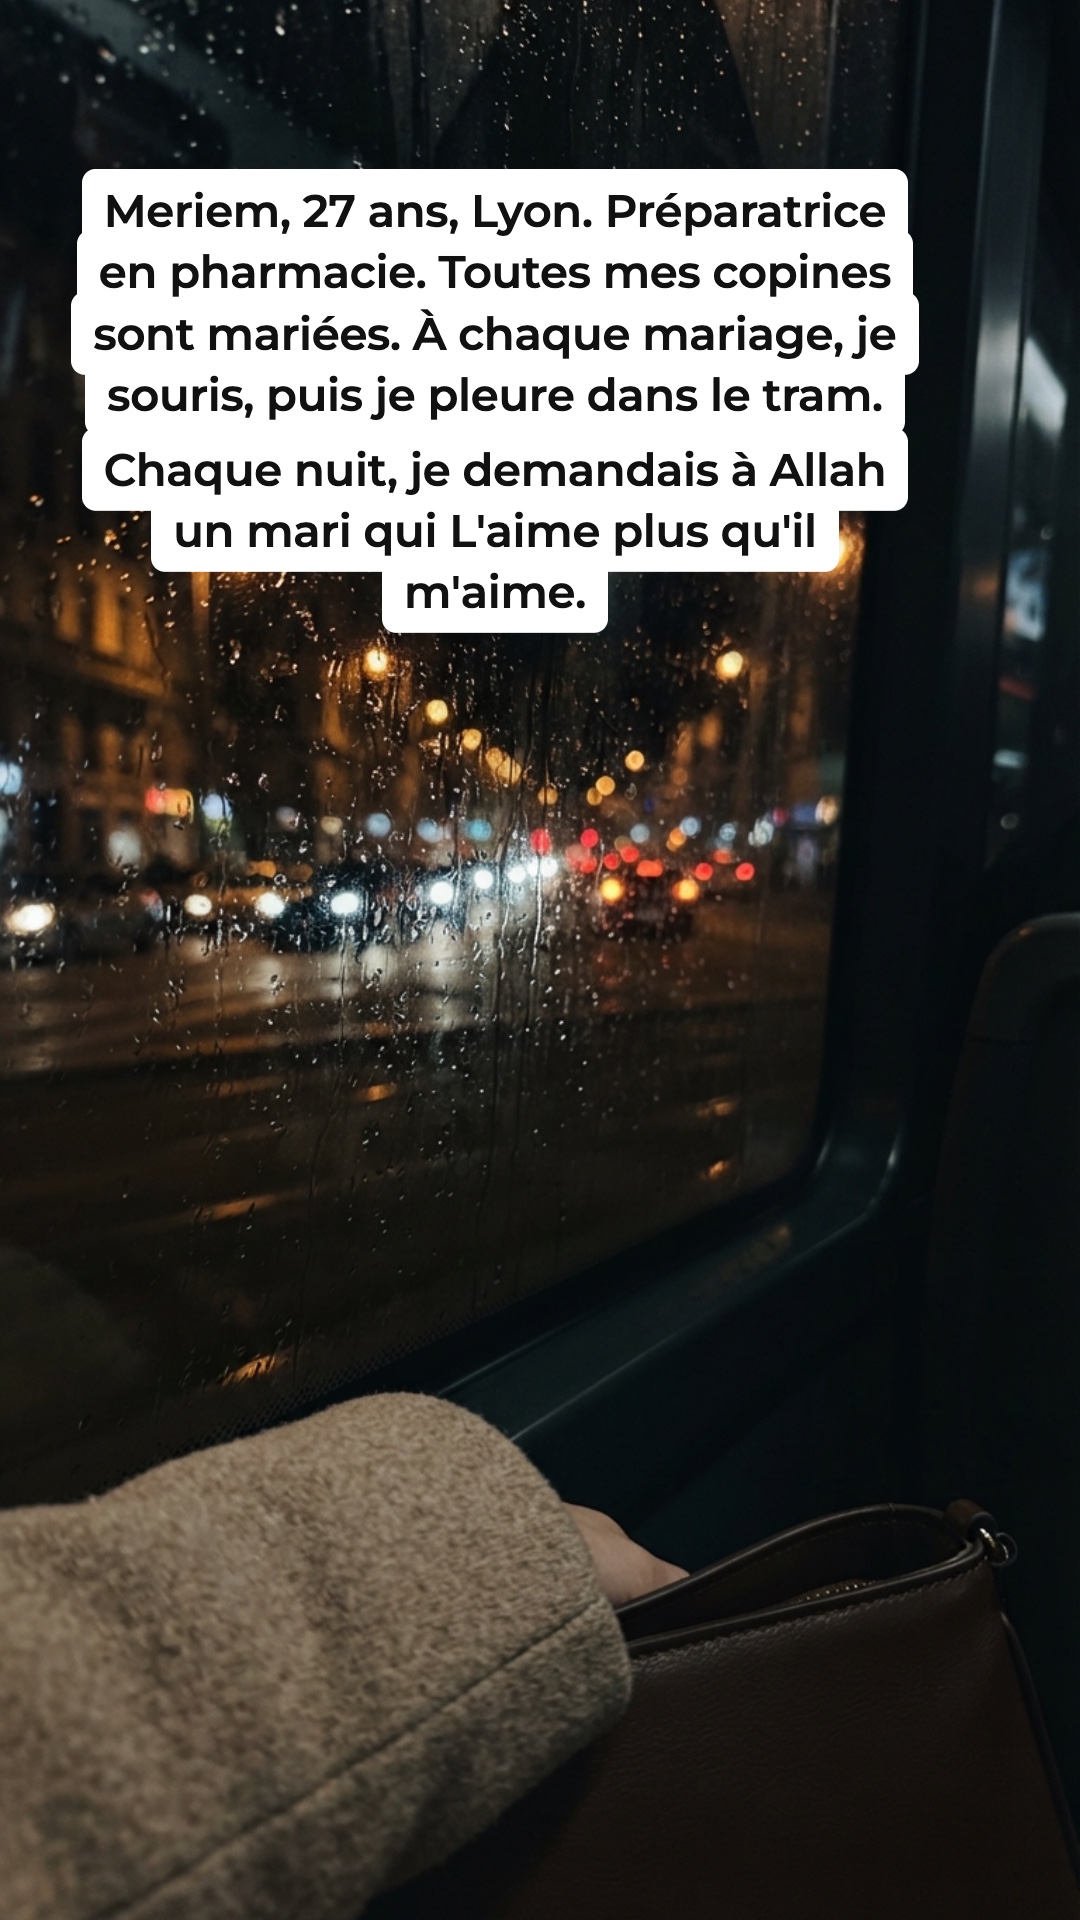 Meriem, 27 ans, Lyon. Préparatrice
en pharmacie. Toutes mes copines
sont mariées. À chaque mariage, je
souris, puis je pleure dans le tram.
Chaque nuit, je demandais à Allah
un mari qui L'aime plus qu'il
m'aime.